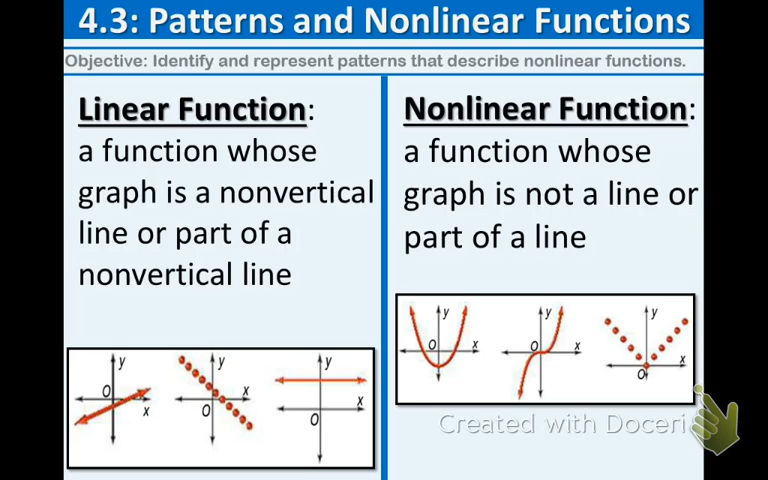 4.3: Patterns and Nonlinear Functions
Objective: Identify and represent patterns that describe nonlinear functions.
Linear Function:
a function whose
graph is a nonvertical
line or part of a
nonvertical line
y
O
x
y
O
x
y
O
x
Nonlinear Function:
a function whose
graph is not a line or
part of a line
y
O
x
y
O
x
y
O
x
Created with Doceri